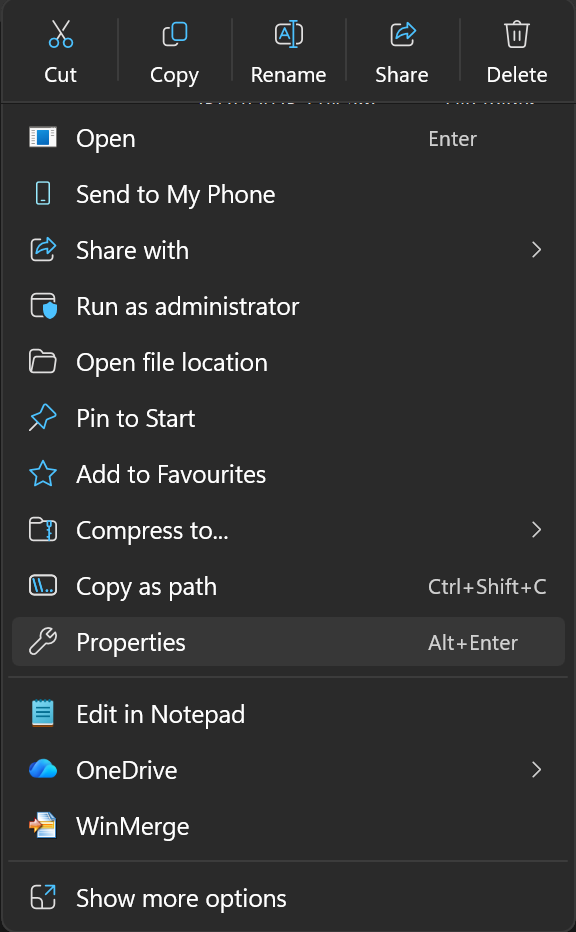 Cut Copy Rename Share Delete
Open Enter
Send to My Phone
Share with
Run as administrator
Open file location
Pin to Start
Add to Favourites
Compress to...
Copy as path Ctrl+Shift+C
Properties Alt+Enter
Edit in Notepad
OneDrive
WinMerge
Show more options